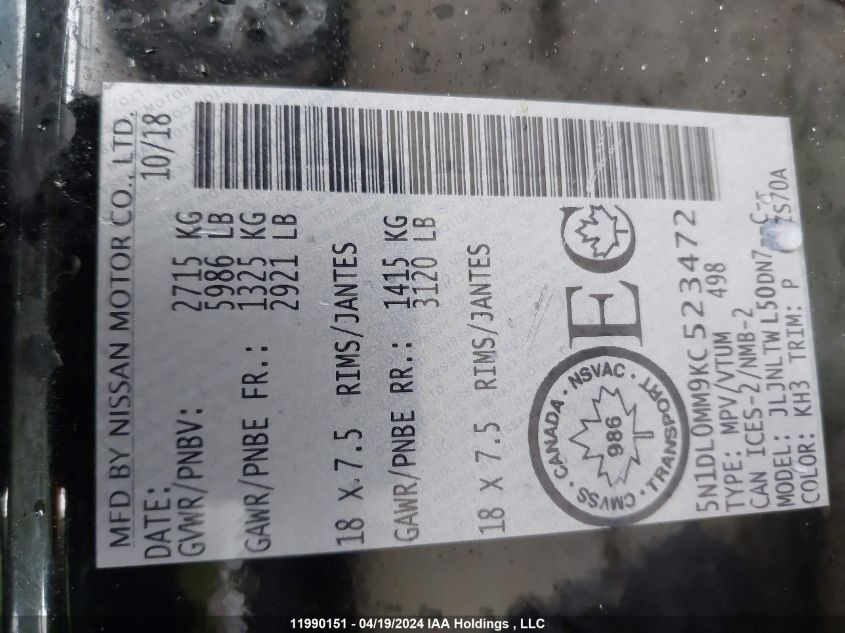 MFD BY NISSAN MOTOR CO., LTD.
DATE: 10/18
GVWR/PNBV: 2715 KG
5986 LB
GAWR/PNBE FR.: 1325 KG
2921 LB
18 X 7.5 RIMS/JANTES
GAWR/PNBE RR.: 1415 KG
3120 LB
18 X 7.5 RIMS/JANTES
CANADA · NSVAC · TRANSPORT · CMVSS ·
986
EC
5N1DL0MM9KC523472
TYPE: MPV/VTUM 498
CAN ICES-2/NMB-2
MODEL: JLJNLTWL50DN7
COLOR: KH3 TRIM: P
11990151 - 04/19/2024 IAA Holdings , LLC